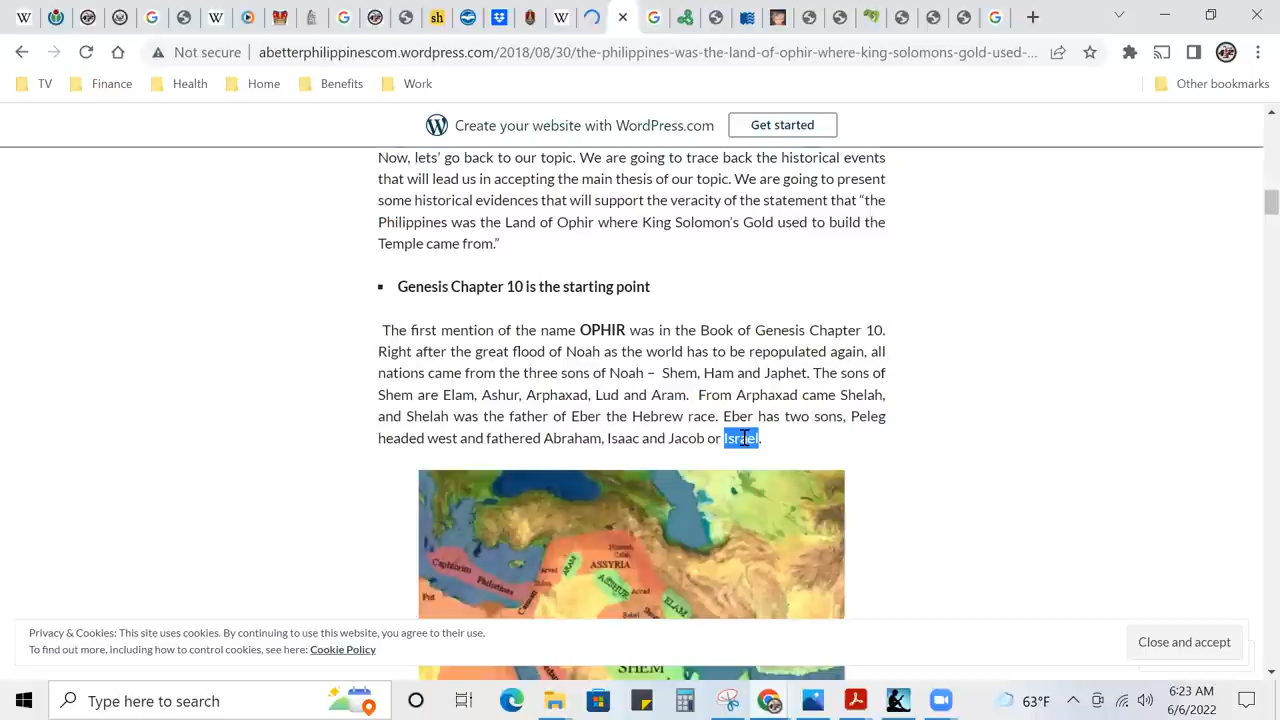 Not secure
abetterphilippinescom.wordpress.com/2018/08/30/the-philippines-was-the-land-of-ophir-where-king-solomons-gold-used-...
TV Finance Health Home Benefits Work Other bookmarks
Create your website with WordPress.com Get started
Now, lets' go back to our topic. We are going to trace back the historical events
that will lead us in accepting the main thesis of our topic. We are going to present
some historical evidences that will support the veracity of the statement that “the
Philippines was the Land of Ophir where King Solomon's Gold used to build the
Temple came from.”
▪ Genesis Chapter 10 is the starting point
The first mention of the name OPHIR was in the Book of Genesis Chapter 10.
Right after the great flood of Noah as the world has to be repopulated again, all
nations came from the three sons of Noah – Shem, Ham and Japhet. The sons of
Shem are Elam, Ashur, Arphaxad, Lud and Aram. From Arphaxad came Shelah,
and Shelah was the father of Eber the Hebrew race. Eber has two sons, Peleg
headed west and fathered Abraham, Isaac and Jacob or Israel.
Caphtorim
Philistines
Arvad
ASSYRIA
ARAM
ASSHUR
Accad
ELAM
Babel
Put
Canaan
SHEM
Privacy & Cookies: This site uses cookies. By continuing to use this website, you agree to their use.
To find out more, including how to control cookies, see here: Cookie Policy
Close and accept
Type here to search
63°F
6:23 AM
6/6/2022